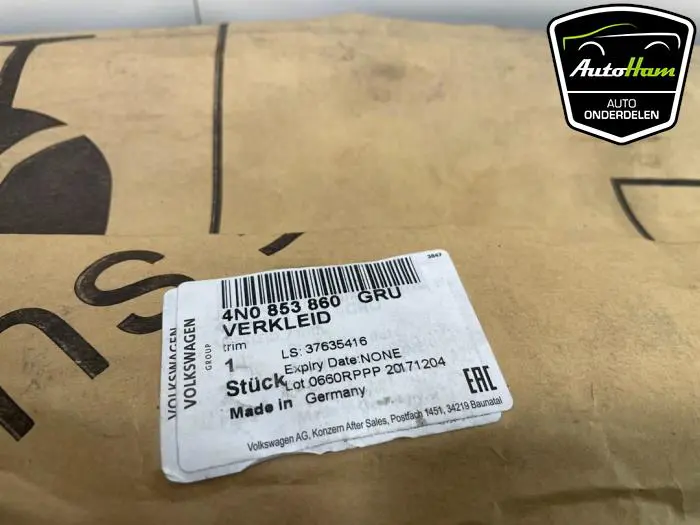 AutoHam
AUTO
ONDERDELEN
3847
4N0 853 860 GRU
VERKLEID
trim
1
LS: 37635416
Expiry Date:NONE
Stück
Lot 0660RPPP 20171204
Made in Germany
EAC
Volkswagen AG, Konzern After Sales, Postfach 1451, 34219 Baunatal
VOLKSWAGEN
GROUP
VOLKSWAGEN